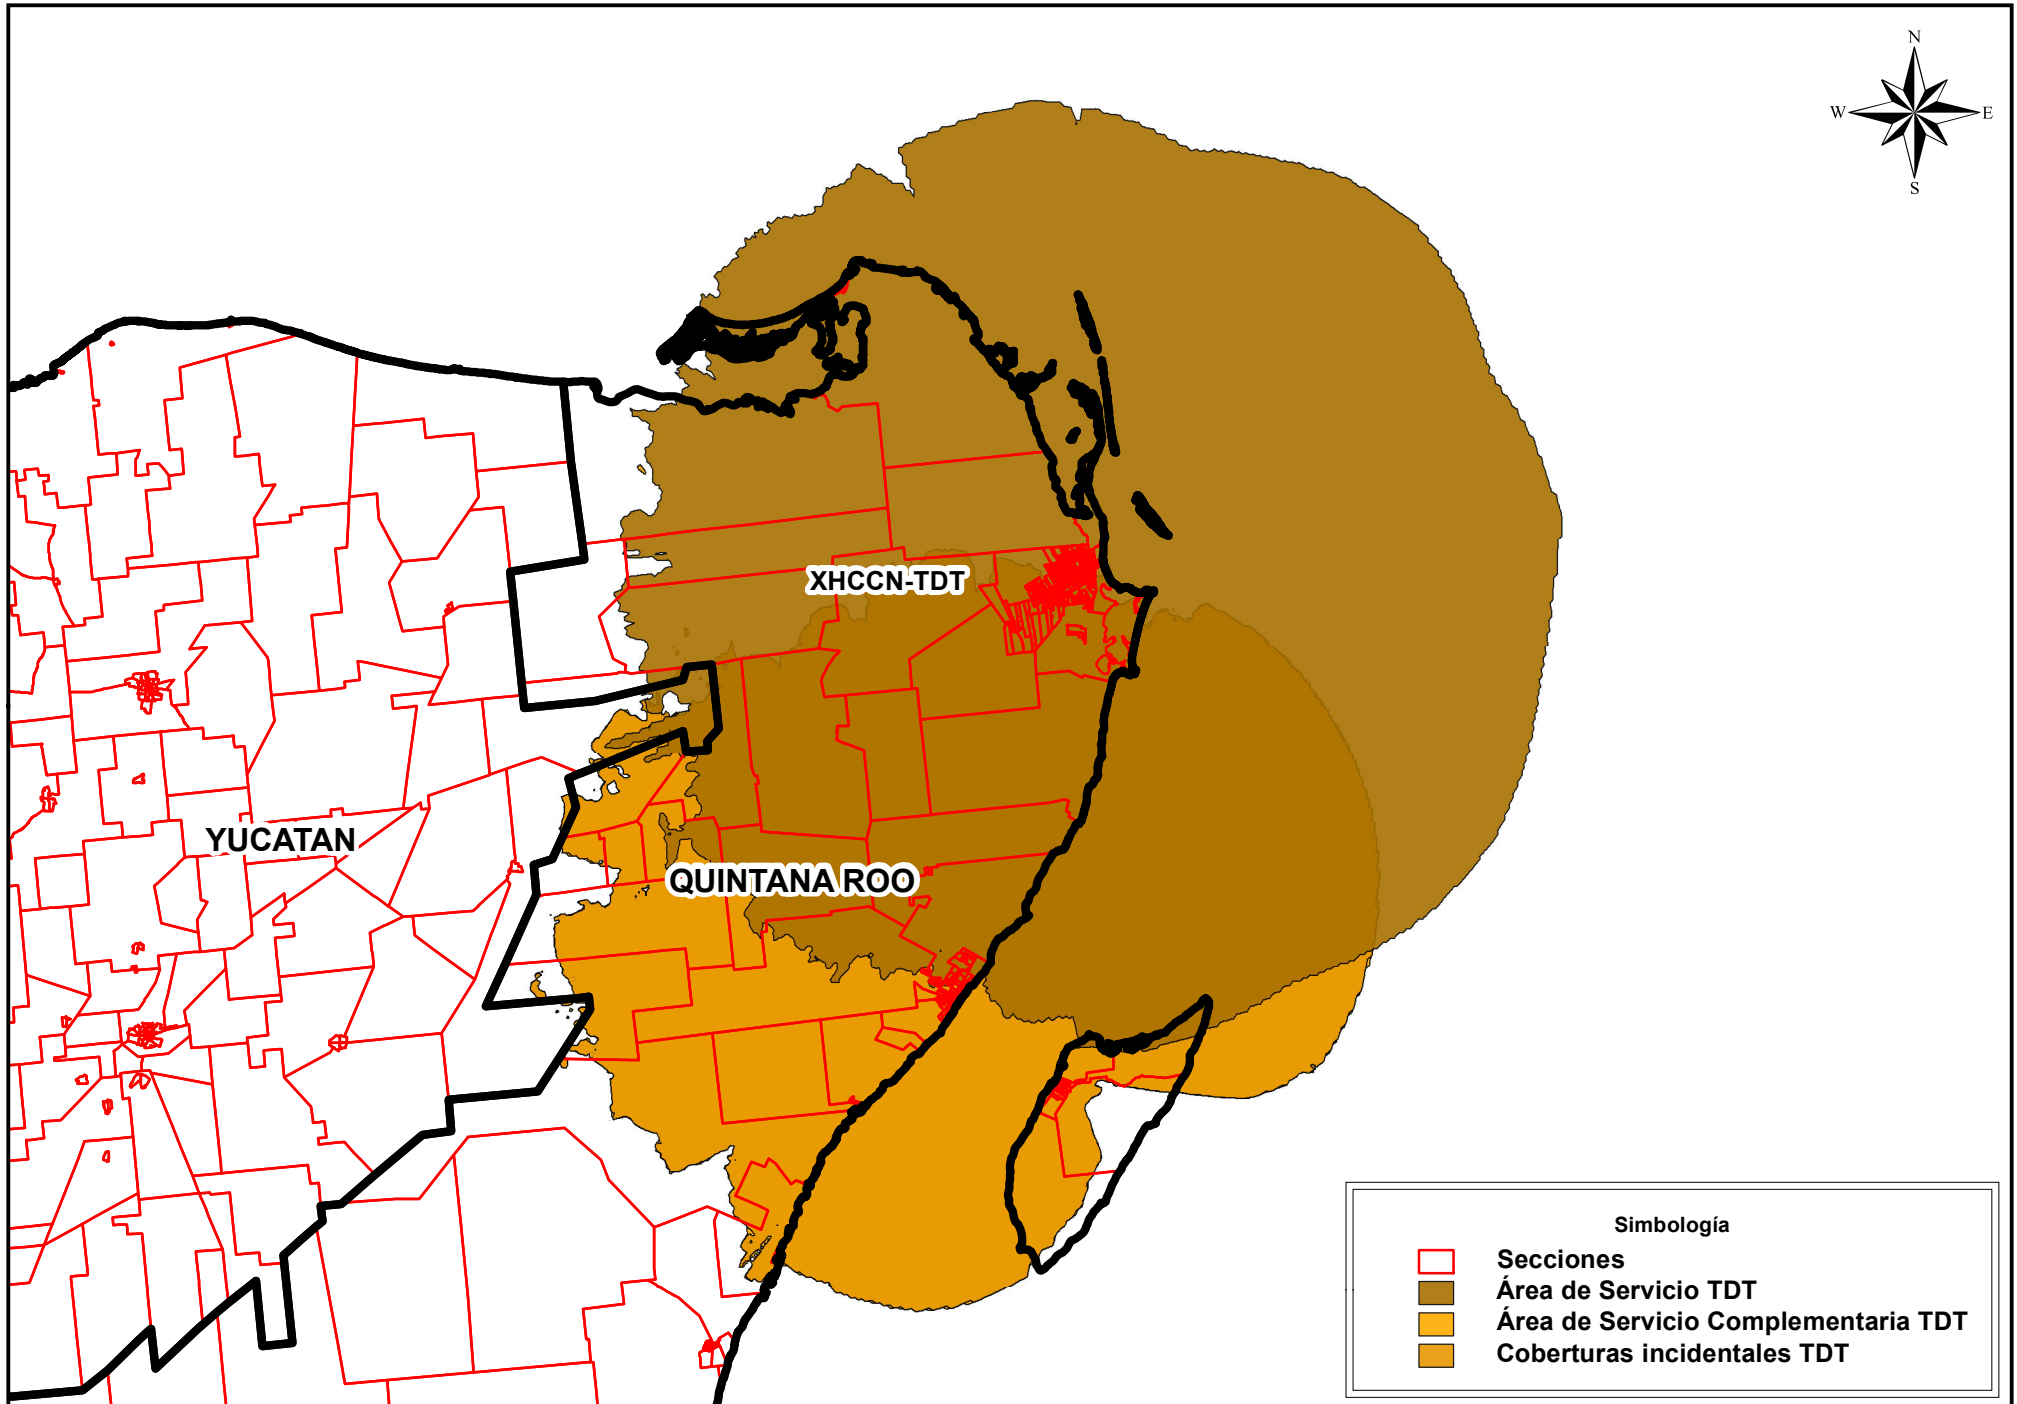 N
W E
S
XHCCN-TDT
YUCATAN
QUINTANA ROO
Simbología
Secciones
Área de Servicio TDT
Área de Servicio Complementaria TDT
Coberturas incidentales TDT